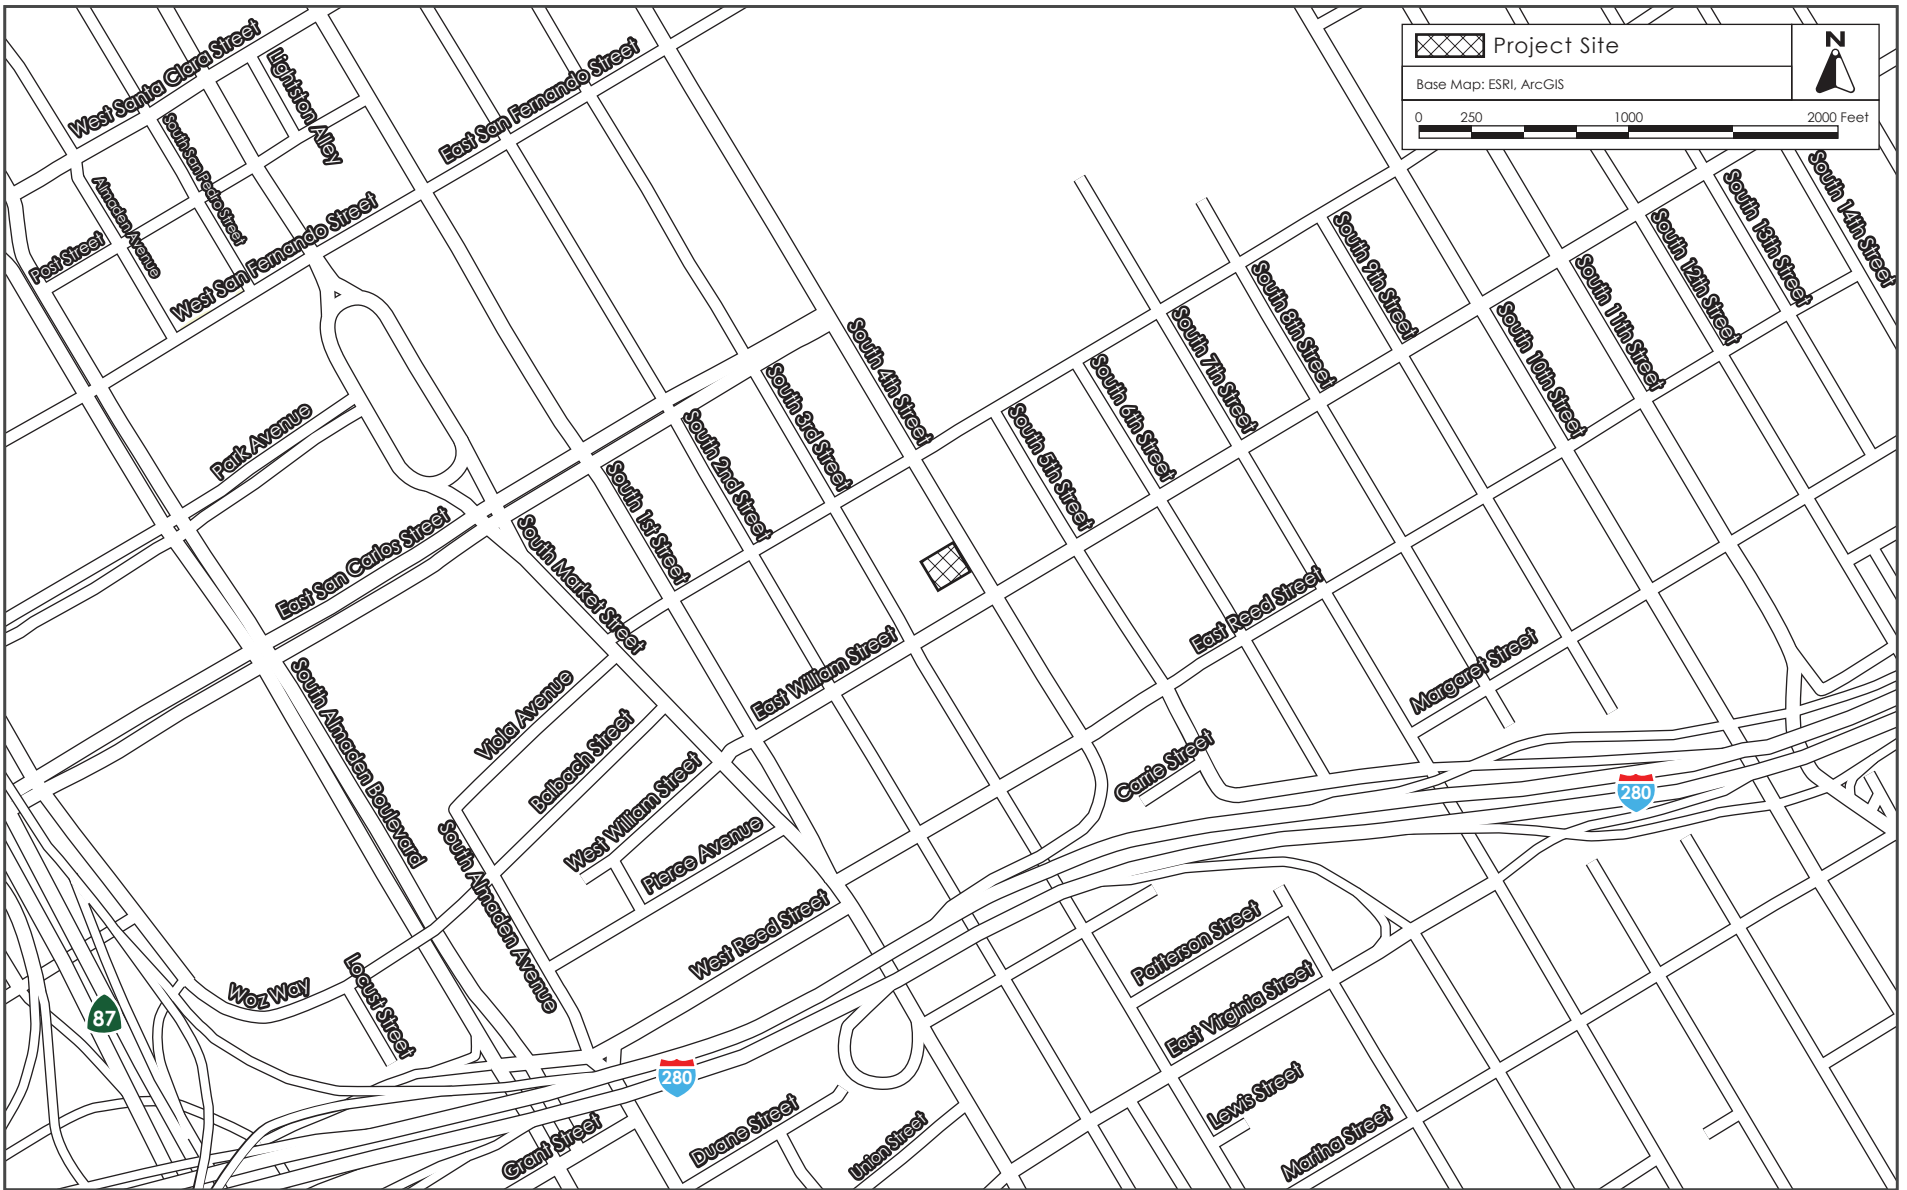 Project Site
N
Base Map: ESRI, ArcGIS
0 250 1000 2000 Feet
West Santa Clara Street
Lightston Alley
East San Fernando Street
South San Pedro Street
Almaden Avenue
Post Street
West San Fernando Street
South 14th Street
South 13th Street
South 12th Street
South 11th Street
South 10th Street
South 9th Street
South 8th Street
South 7th Street
South 6th Street
South 5th Street
South 4th Street
South 3rd Street
South 2nd Street
South 1st Street
Park Avenue
East San Carlos Street
South Market Street
East Reed Street
East William Street
Margaret Street
Viola Avenue
Balbach Street
South Almaden Boulevard
West William Street
Carrie Street
280
Pierce Avenue
South Almaden Avenue
West Reed Street
Patterson Street
Woz Way
Locust Street
East Virginia Street
87
280
Lewis Street
Grant Street
Duane Street
Union Street
Martha Street